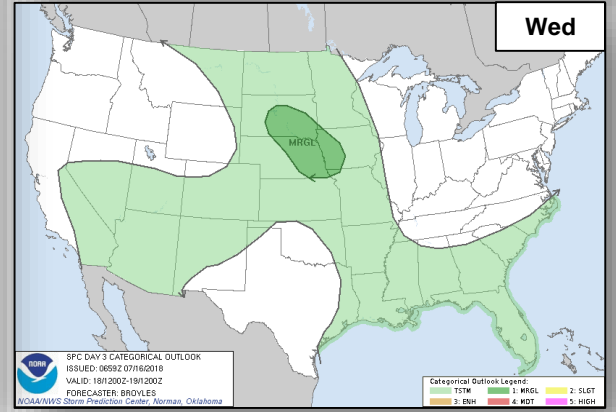 Wed
MRGL
SPC DAY 3 CATEGORICAL OUTLOOK
ISSUED: 0659Z 07/16/2018
VALID: 18/1200Z-19/1200Z
FORECASTER: BROYLES
NOAA/NWS Storm Prediction Center, Norman, Oklahoma
NOAA
Categorical Outlook Legend:
TSTM 1: MRGL 2: SLGT
3: ENH 4: MDT 5: HIGH